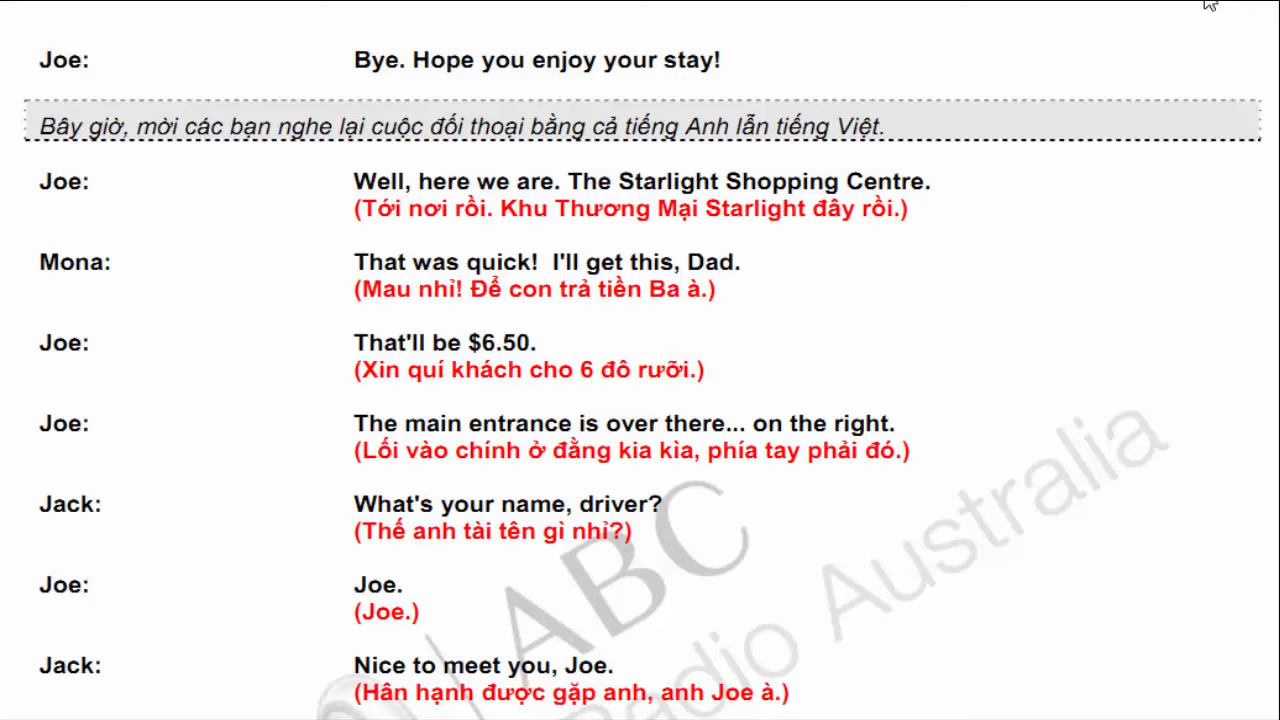 Joe: Bye. Hope you enjoy your stay!
Bây giờ, mời các bạn nghe lại cuộc đối thoại bằng cả tiếng Anh lẫn tiếng Việt.
Joe: Well, here we are. The Starlight Shopping Centre.
(Tới nơi rồi. Khu Thương Mại Starlight đây rồi.)
Mona: That was quick!  I'll get this, Dad.
(Mau nhỉ! Để con trả tiền Ba à.)
Joe: That'll be $6.50.
(Xin quí khách cho 6 đô rưỡi.)
Joe: The main entrance is over there... on the right.
(Lối vào chính ở đằng kia kìa, phía tay phải đó.)
Jack: What's your name, driver?
(Thế anh tài tên gì nhỉ?)
Joe: Joe.
(Joe.)
Jack: Nice to meet you, Joe.
(Hân hạnh được gặp anh, anh Joe à.)
ABC
Radio Australia